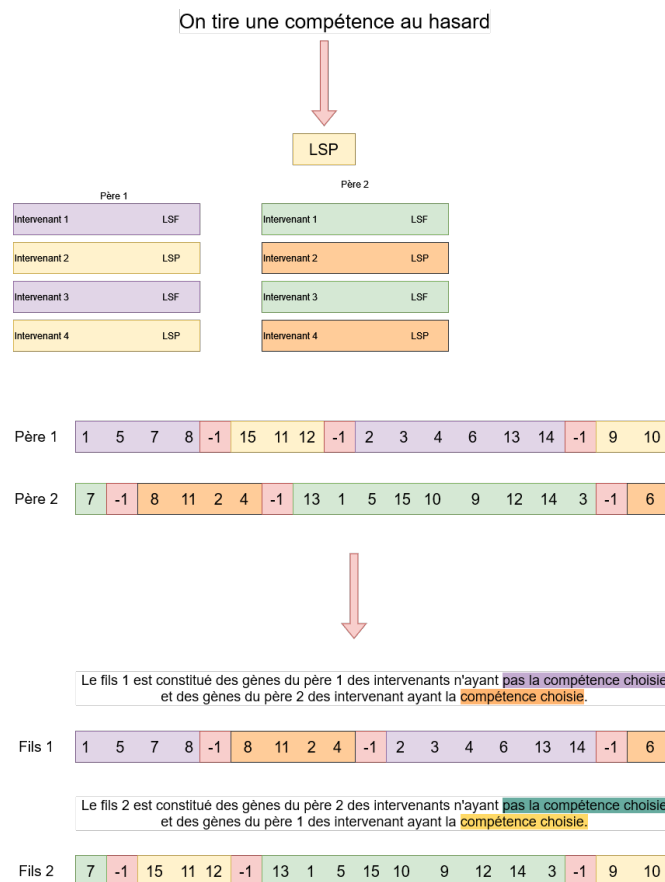 On tire une compétence au hasard
LSP
Père 1
Père 2
Intervenant 1 LSF
Intervenant 1 LSF
Intervenant 2 LSP
Intervenant 2 LSP
Intervenant 3 LSF
Intervenant 3 LSF
Intervenant 4 LSP
Intervenant 4 LSP
Père 1 1 5 7 8 -1 15 11 12 -1 2 3 4 6 13 14 -1 9 10
Père 2 7 -1 8 11 2 4 -1 13 1 5 15 10 9 12 14 3 -1 6
Le fils 1 est constitué des gènes du père 1 des intervenants n'ayant pas la compétence choisie
et des gènes du père 2 des intervenant ayant la compétence choisie.
Fils 1 1 5 7 8 -1 8 11 2 4 -1 2 3 4 6 13 14 -1 6
Le fils 2 est constitué des gènes du père 2 des intervenants n'ayant pas la compétence choisie
et des gènes du père 1 des intervenant ayant la compétence choisie.
Fils 2 7 -1 15 11 12 -1 13 1 5 15 10 9 12 14 3 -1 9 10